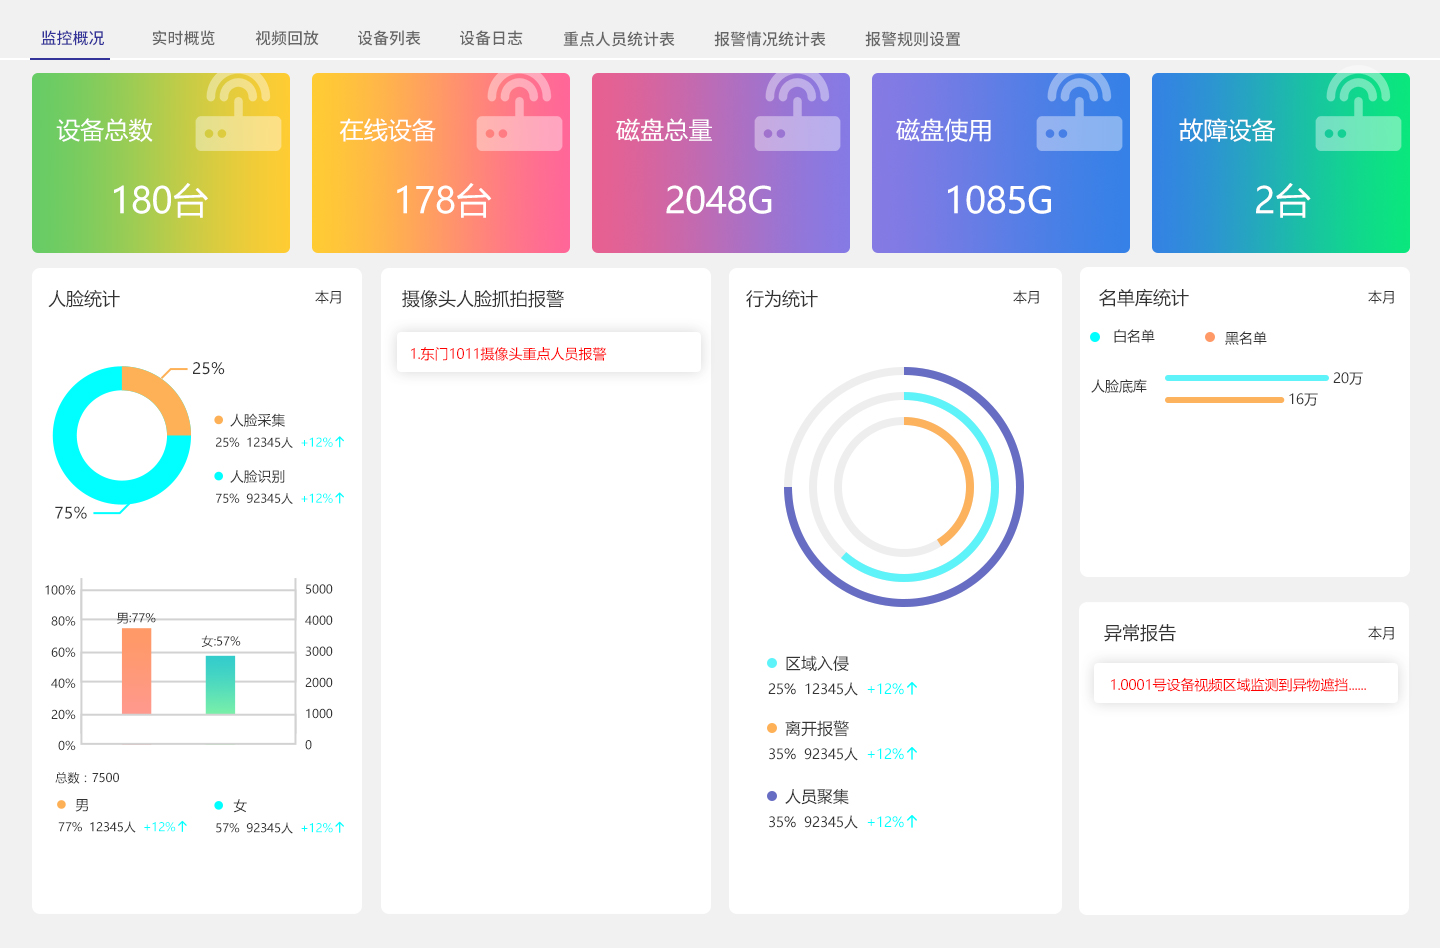 监控概况 实时概览 视频回放 设备列表 设备日志 重点人员统计表 报警情况统计表 报警规则设置
设备总数
180台
在线设备
178台
磁盘总量
2048G
磁盘使用
1085G
故障设备
2台
人脸统计 本月
25%
人脸采集
25% 12345人 +12%↑
人脸识别
75% 92345人 +12%↑
75%
100%
80%
60%
40%
20%
0%
男:77%
女:57%
5000
4000
3000
2000
1000
0
总数：7500
男
77% 12345人 +12%↑
女
57% 92345人 +12%↑
摄像头人脸抓拍报警
1.东门1011摄像头重点人员报警
行为统计 本月
区域入侵
25% 12345人 +12%↑
离开报警
35% 92345人 +12%↑
人员聚集
35% 92345人 +12%↑
名单库统计 本月
白名单 黑名单
人脸底库
20万
16万
异常报告 本月
1.0001号设备视频区域监测到异物遮挡......